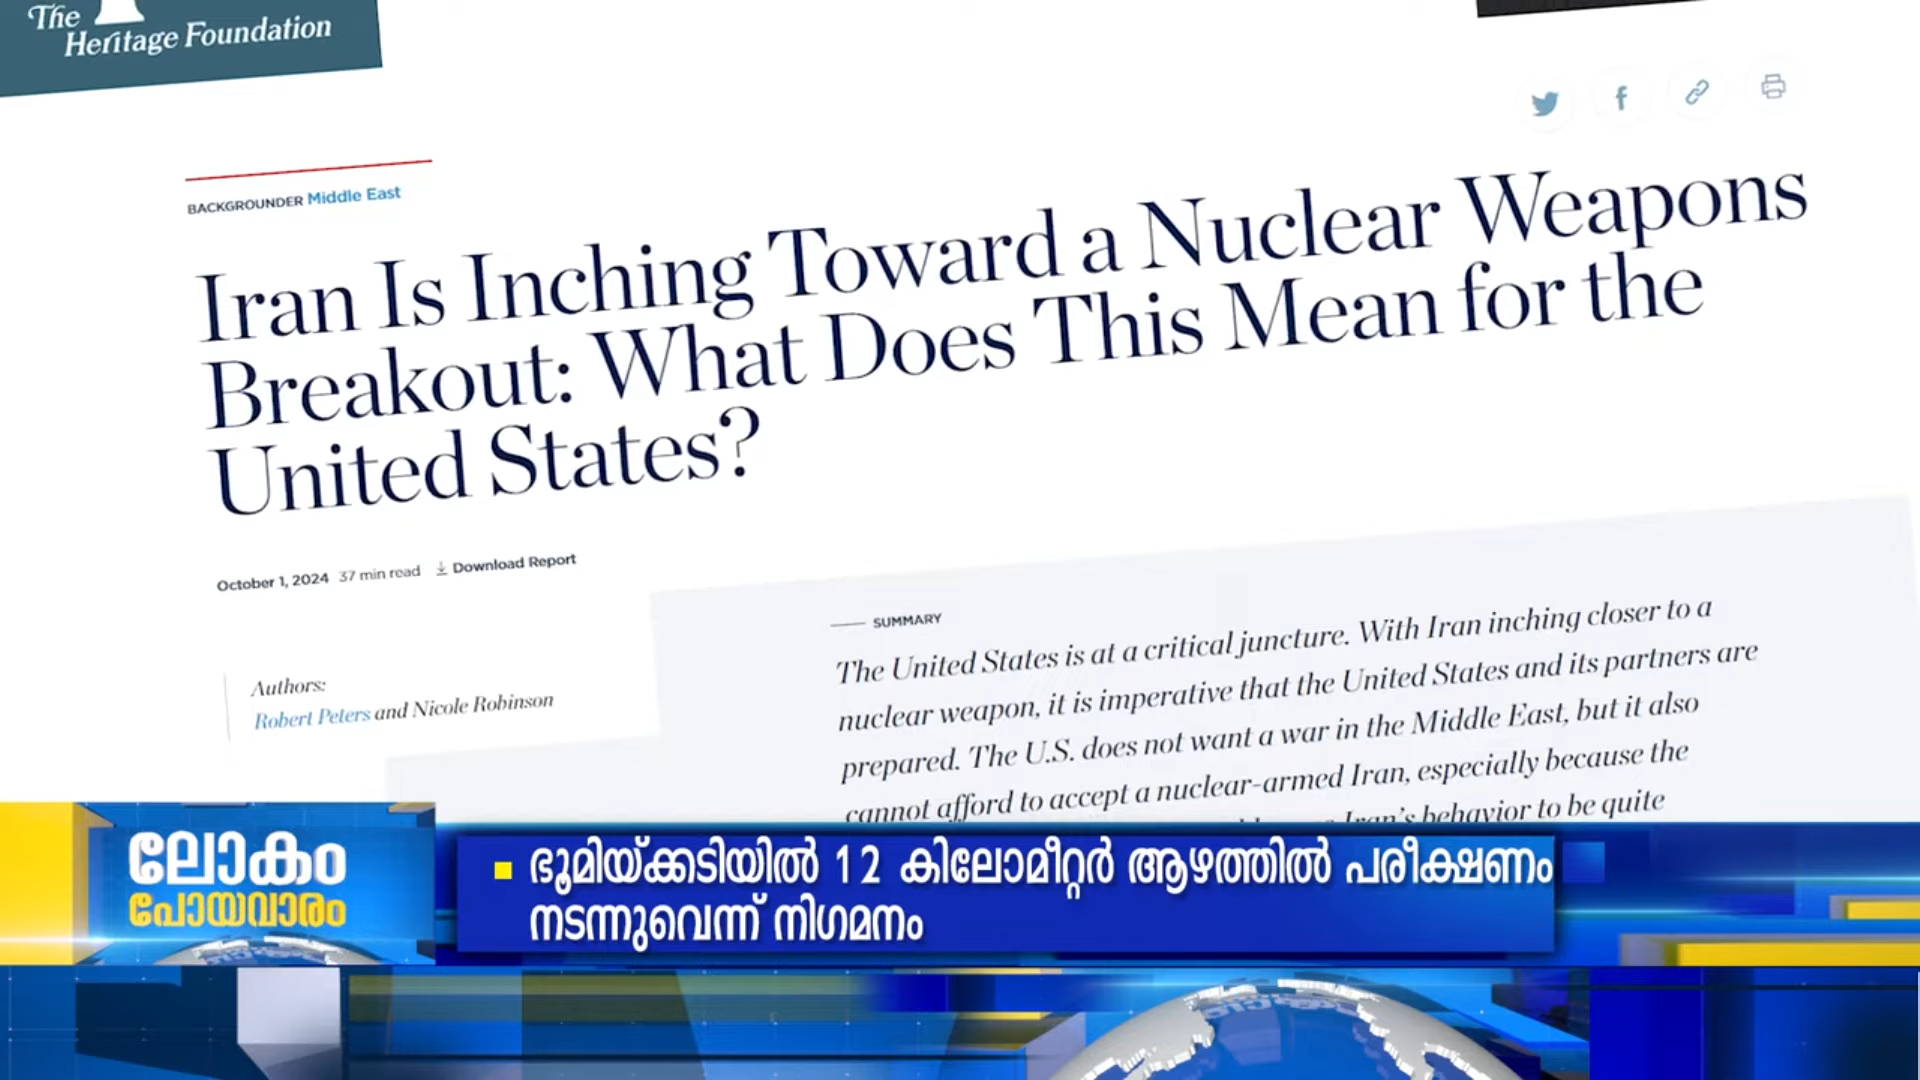 The
Heritage Foundation
BACKGROUNDER Middle East
Iran Is Inching Toward a Nuclear Weapons
Breakout: What Does This Mean for the
United States?
October 1, 2024 37 min read Download Report
Authors:
Robert Peters and Nicole Robinson
SUMMARY
The United States is at a critical juncture. With Iran inching closer to a
nuclear weapon, it is imperative that the United States and its partners are
prepared. The U.S. does not want a war in the Middle East, but it also
cannot afford to accept a nuclear-armed Iran, especially because the
Iran's behavior to be quite
ലോകം
പോയവാരം
ഭൂമിയ്ക്കടിയിൽ 12 കിലോമീറ്റർ ആഴത്തിൽ പരീക്ഷണം
നടന്നുവെന്ന് നിഗമനം